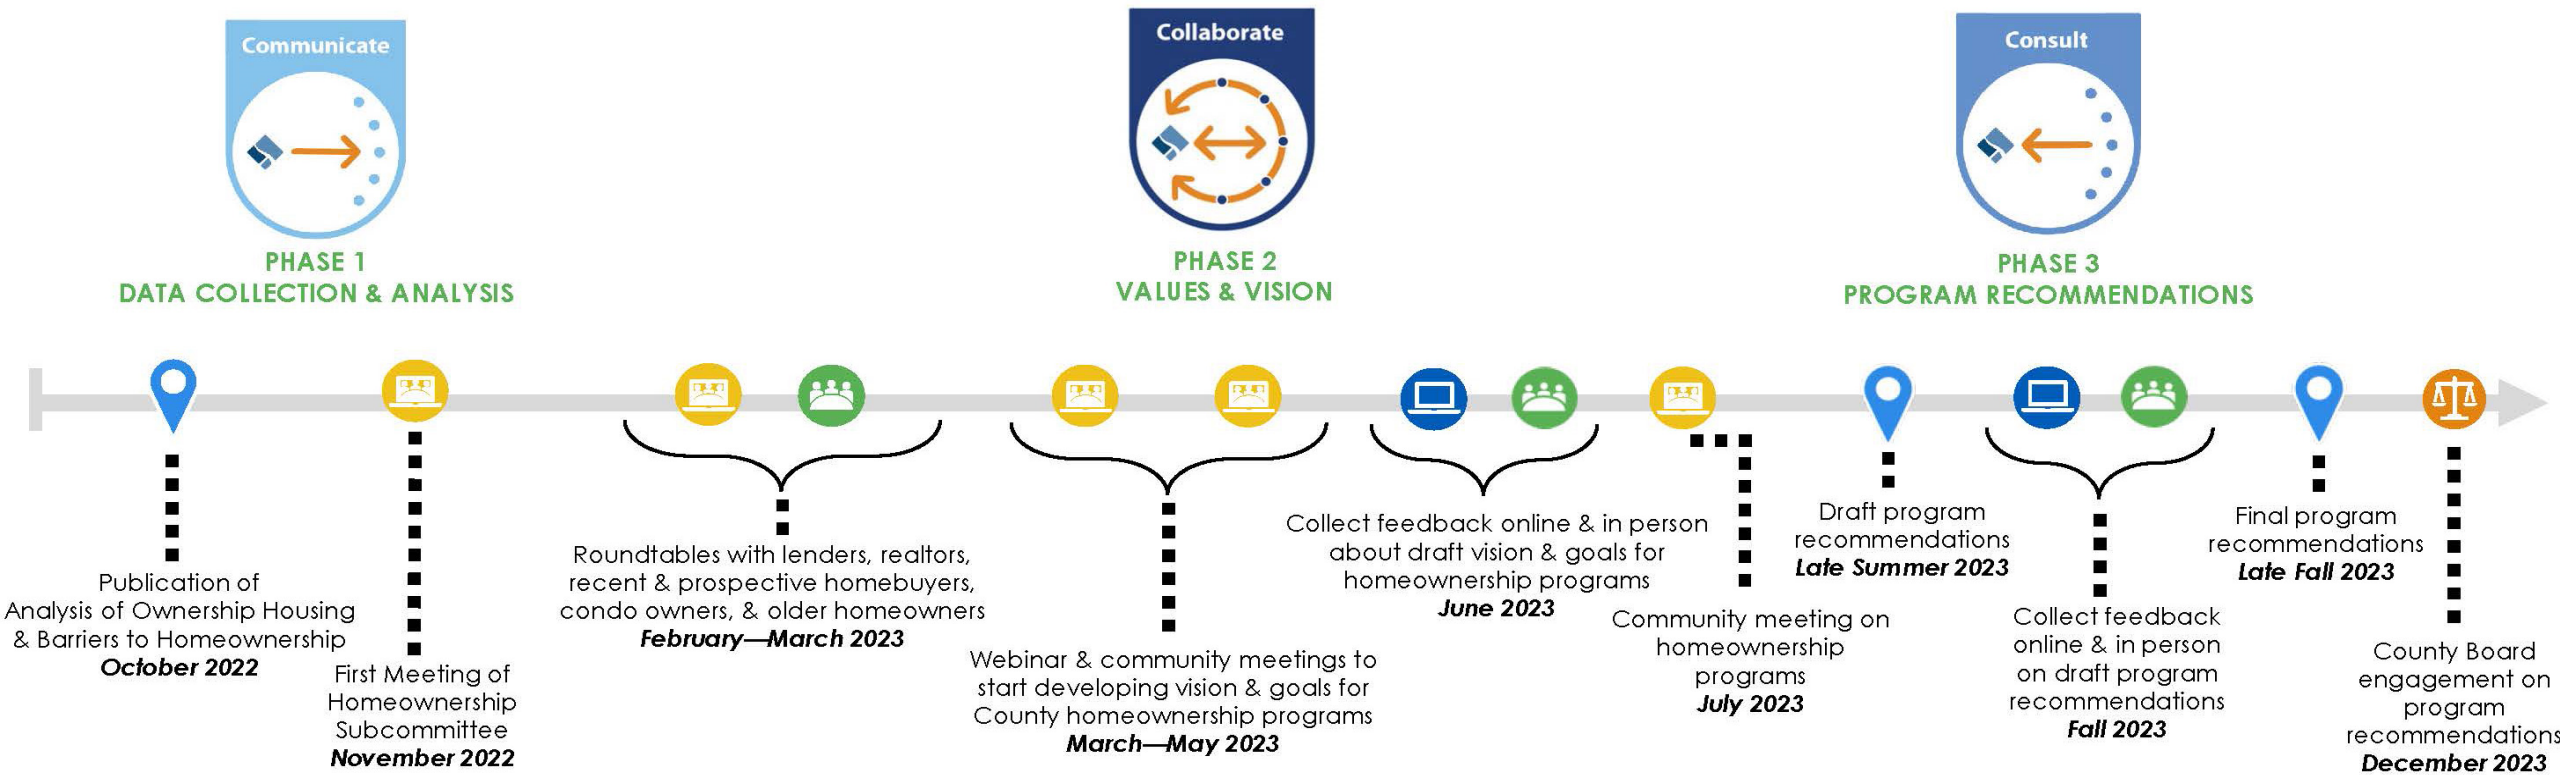 Communicate
PHASE 1
DATA COLLECTION & ANALYSIS
Collaborate
PHASE 2
VALUES & VISION
Consult
PHASE 3
PROGRAM RECOMMENDATIONS
Publication of
Analysis of Ownership Housing
& Barriers to Homeownership
October 2022
First Meeting of
Homeownership
Subcommittee
November 2022
Roundtables with lenders, realtors,
recent & prospective homebuyers,
condo owners, & older homeowners
February—March 2023
Webinar & community meetings to
start developing vision & goals for
County homeownership programs
March—May 2023
Collect feedback online & in person
about draft vision & goals for
homeownership programs
June 2023
Community meeting on
homeownership
programs
July 2023
Draft program
recommendations
Late Summer 2023
Collect feedback
online & in person
on draft program
recommendations
Fall 2023
Final program
recommendations
Late Fall 2023
County Board
engagement on
program
recommendations
December 2023